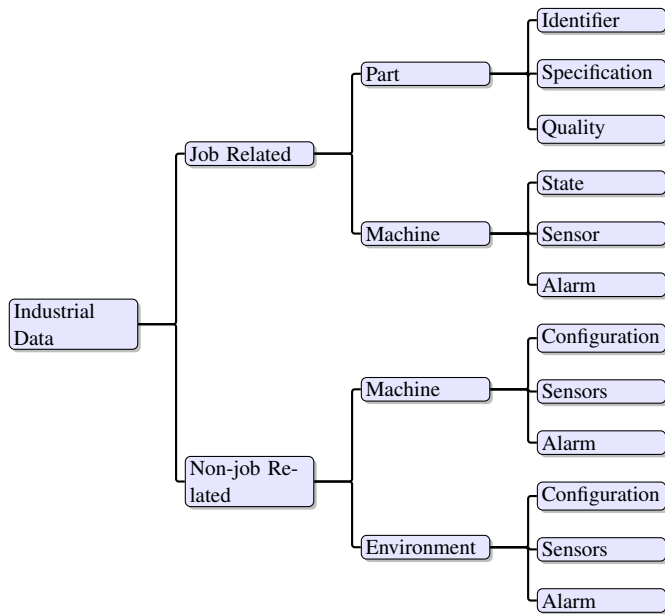 Industrial
Data
Job Related
Part
Identifier
Specification
Quality
Machine
State
Sensor
Alarm
Non-job Re-
lated
Machine
Configuration
Sensors
Alarm
Environment
Configuration
Sensors
Alarm